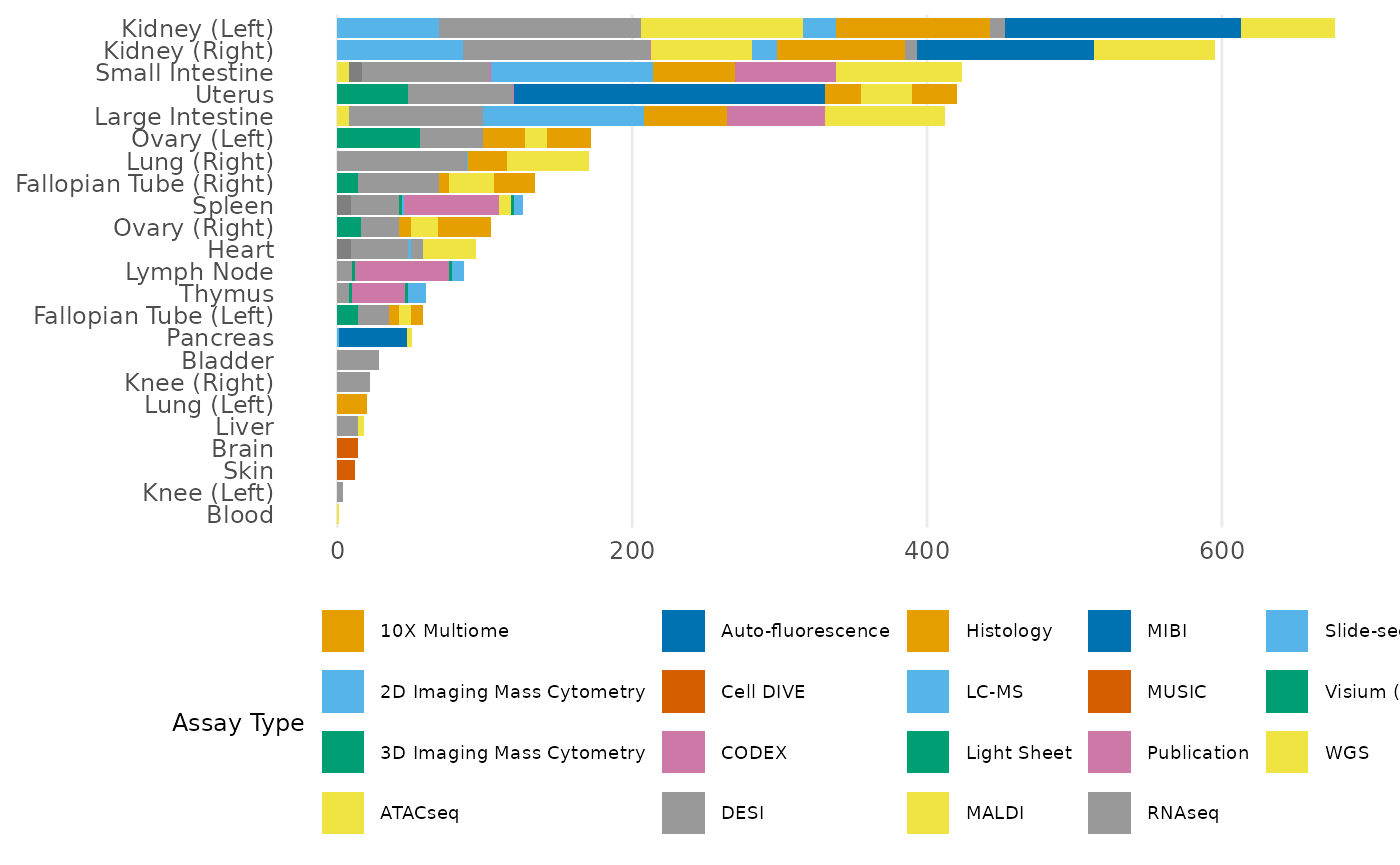 Kidney (Left)
Kidney (Right)
Small Intestine
Uterus
Large Intestine
Ovary (Left)
Lung (Right)
Fallopian Tube (Right)
Spleen
Ovary (Right)
Heart
Lymph Node
Thymus
Fallopian Tube (Left)
Pancreas
Bladder
Knee (Right)
Lung (Left)
Liver
Brain
Skin
Knee (Left)
Blood
0 200 400 600
Assay Type
10X Multiome Auto-fluorescence Histology MIBI
2D Imaging Mass Cytometry Cell DIVE LC-MS MUSIC Visium (
3D Imaging Mass Cytometry CODEX Light Sheet Publication WGS
ATACseq DESI MALDI RNAseq